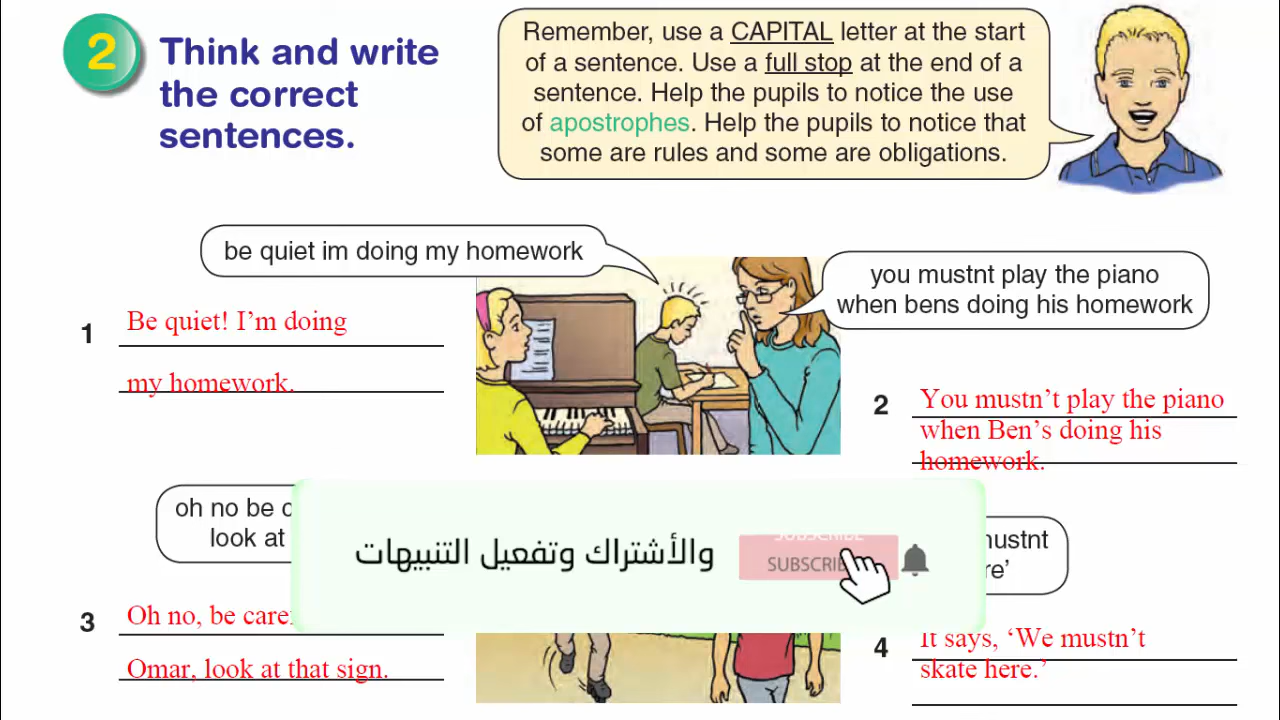 2
Think and write
the correct
sentences.
Remember, use a CAPITAL letter at the start
of a sentence. Use a full stop at the end of a
sentence. Help the pupils to notice the use
of apostrophes. Help the pupils to notice that
some are rules and some are obligations.
be quiet im doing my homework
you mustnt play the piano
when bens doing his homework
1
Be quiet! I’m doing
my homework.
2
You mustn’t play the piano
when Ben’s doing his
homework.
oh no be
look at
والأشتراك وتفعيل التنبيهات
SUBSCRIBE
mustnt
3
Oh no, be
Omar, look at that sign.
4
It says, ‘We mustn’t
skate here.’